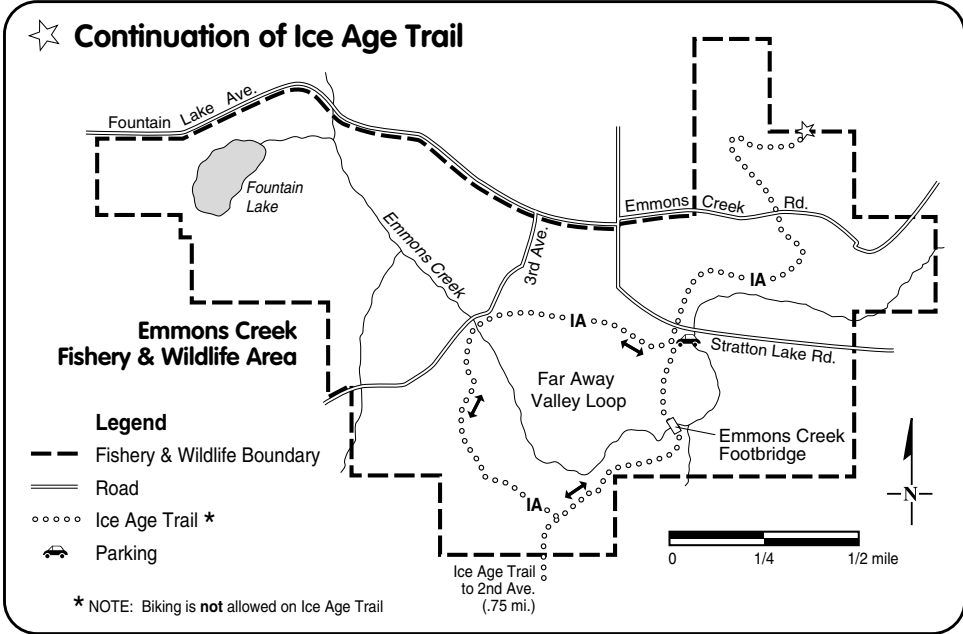 Continuation of Ice Age Trail
Fountain Lake Ave.
Fountain
Lake
Emmons Creek
3rd Ave.
Emmons Creek Rd.
IA
IA
Stratton Lake Rd.
Emmons Creek
Fishery & Wildlife Area
Far Away
Valley Loop
Emmons Creek
Footbridge
IA
Legend
Fishery & Wildlife Boundary
Road
Ice Age Trail *
Parking
N
0 1/4 1/2 mile
Ice Age Trail
to 2nd Ave.
(.75 mi.)
* NOTE: Biking is not allowed on Ice Age Trail